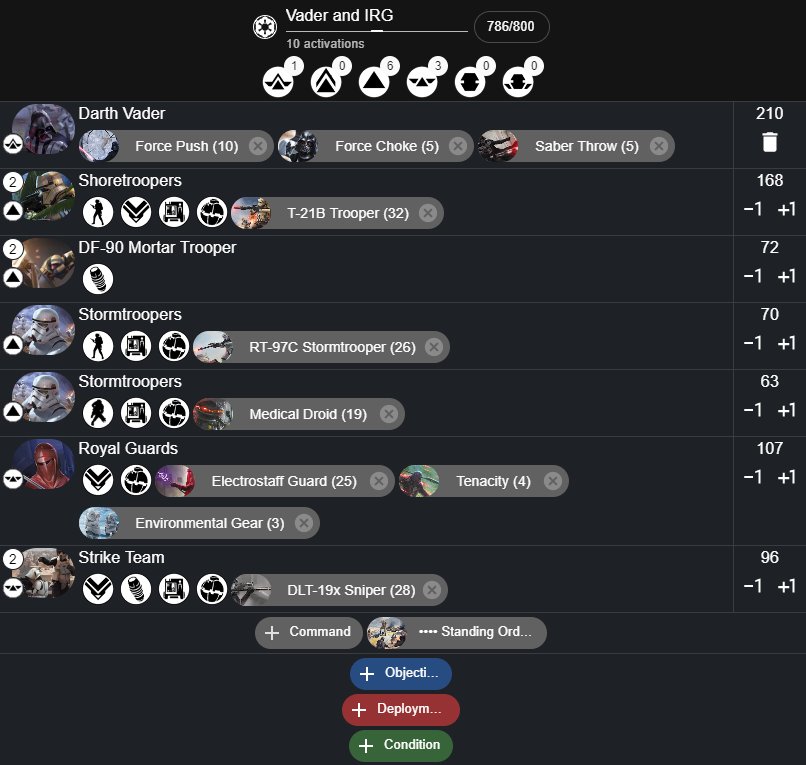 Vader and IRG
786/800
10 activations
1 0 6 3 0 0
Darth Vader 210
Force Push (10) Force Choke (5) Saber Throw (5)
2 Shoretroopers 168
T-21B Trooper (32) −1 +1
2 DF-90 Mortar Trooper 72
−1 +1
Stormtroopers 70
RT-97C Stormtrooper (26) −1 +1
Stormtroopers 63
Medical Droid (19) −1 +1
Royal Guards 107
Electrostaff Guard (25) Tenacity (4) −1 +1
Environmental Gear (3)
2 Strike Team 96
DLT-19x Sniper (28) −1 +1
+ Command •••• Standing Ord...
+ Objecti...
+ Deploym...
+ Condition